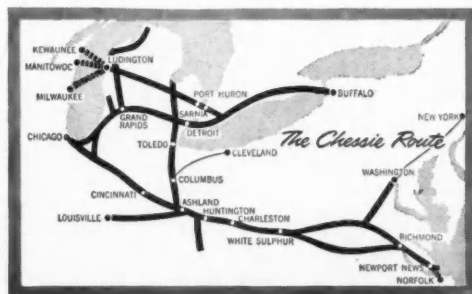 KEWAUNEE
LUDINGTON
MANITOWOC
MILWAUKEE
PORT HURON
BUFFALO
GRAND
RAPIDS
SARNIA
DETROIT
NEW YORK
CHICAGO
TOLEDO
The Chessie Route
CLEVELAND
WASHINGTON
COLUMBUS
CINCINNATI
ASHLAND
LOUISVILLE
HUNTINGTON
CHARLESTON
WHITE SULPHUR
RICHMOND
NEWPORT NEWS
NORFOLK